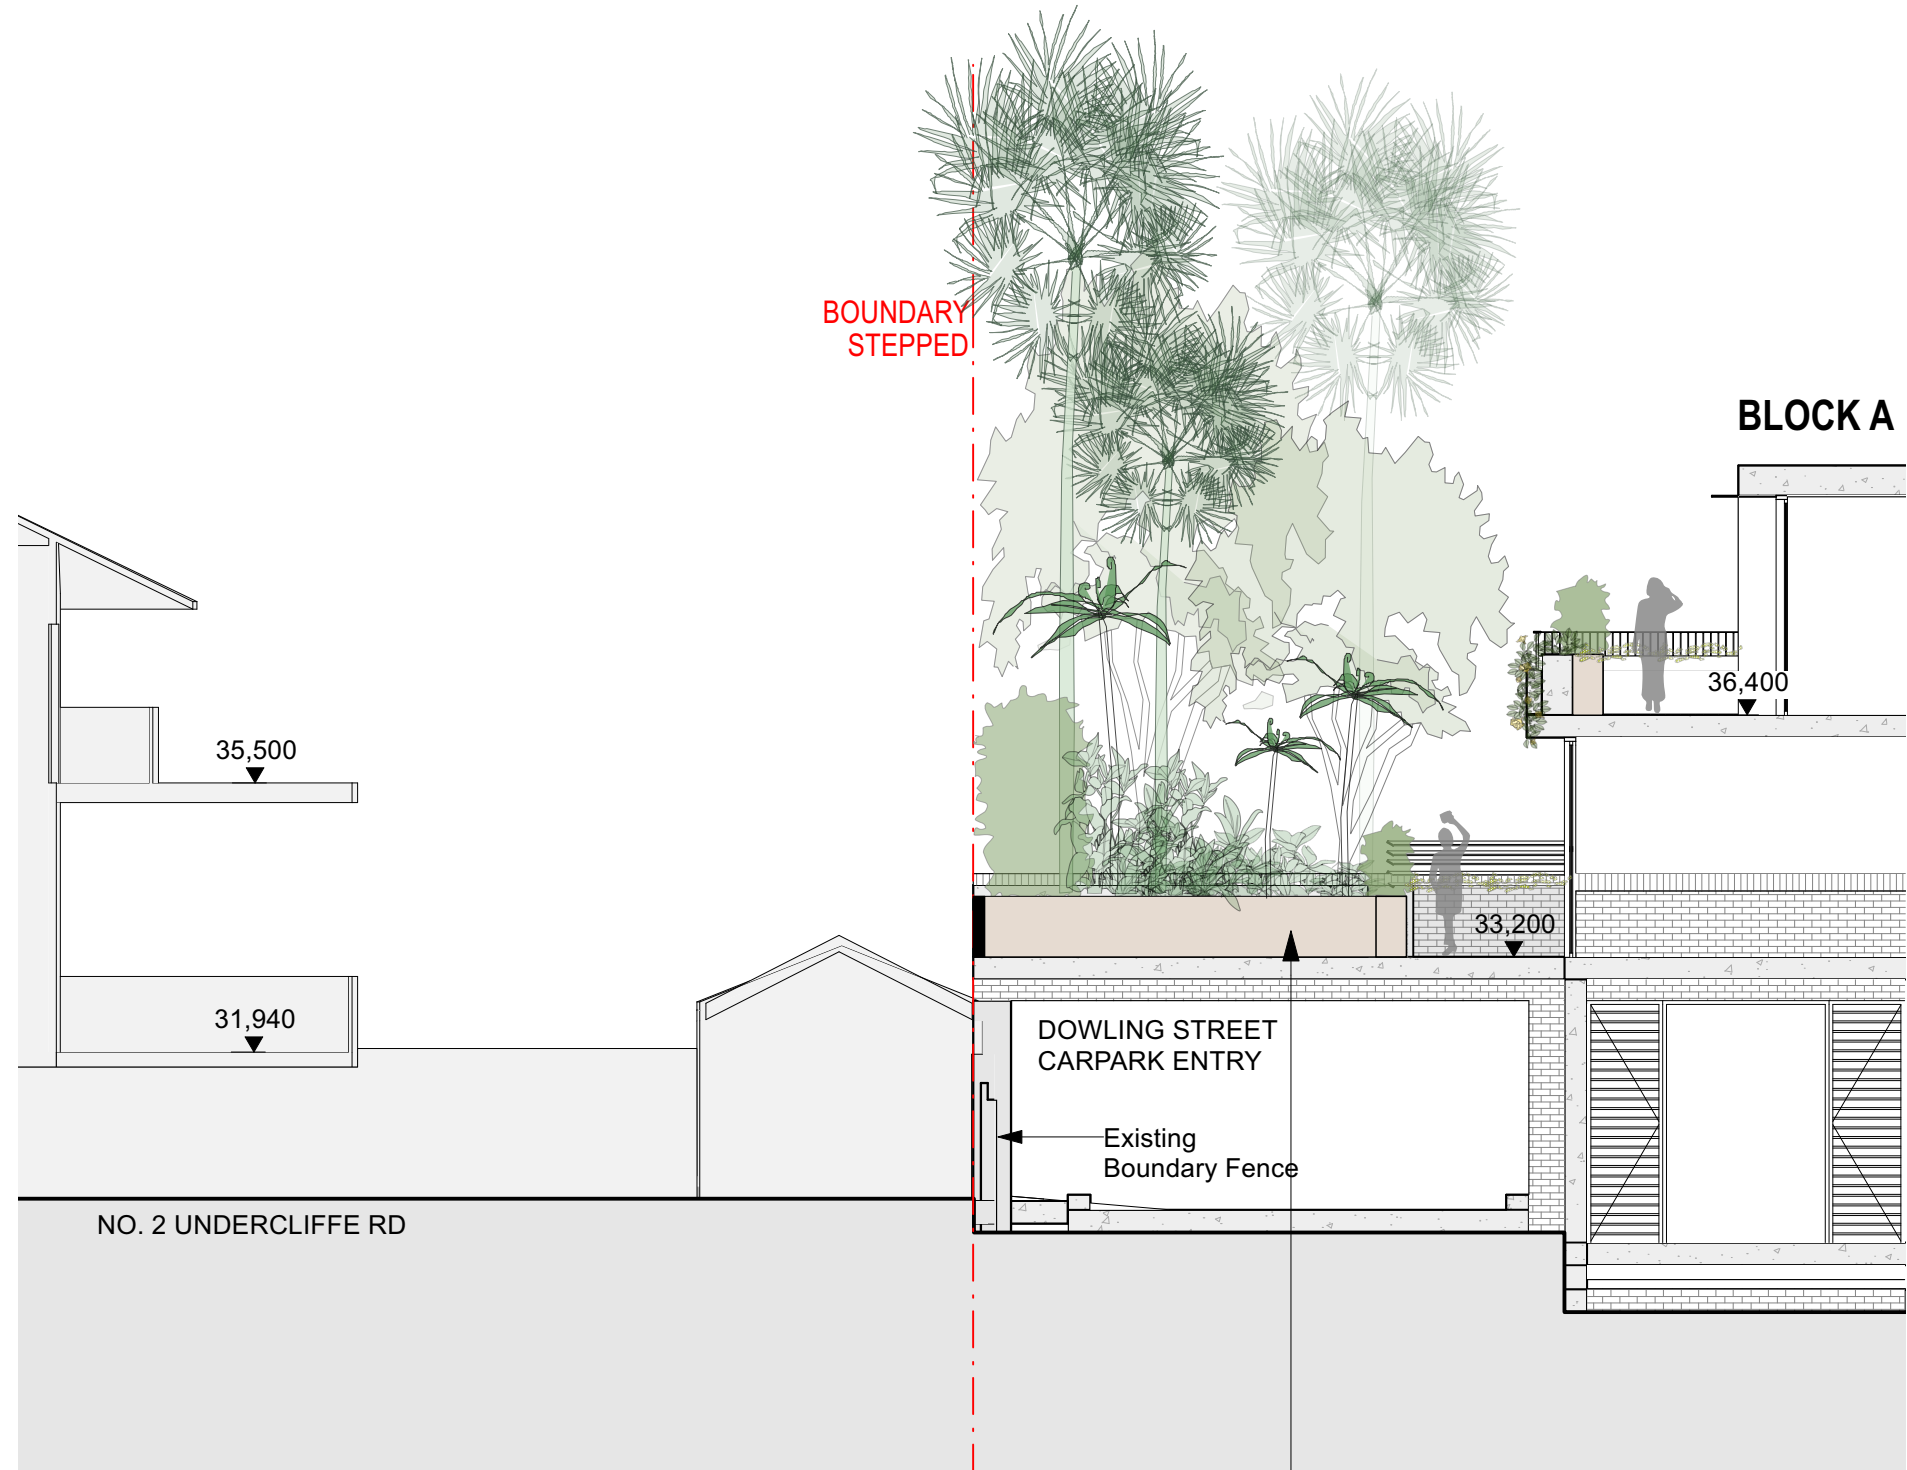 BOUNDARY
STEPPED
BLOCK A
36,400
35,500
33,200
31,940
DOWLING STREET
CARPARK ENTRY
Existing
Boundary Fence
NO. 2 UNDERCLIFFE RD